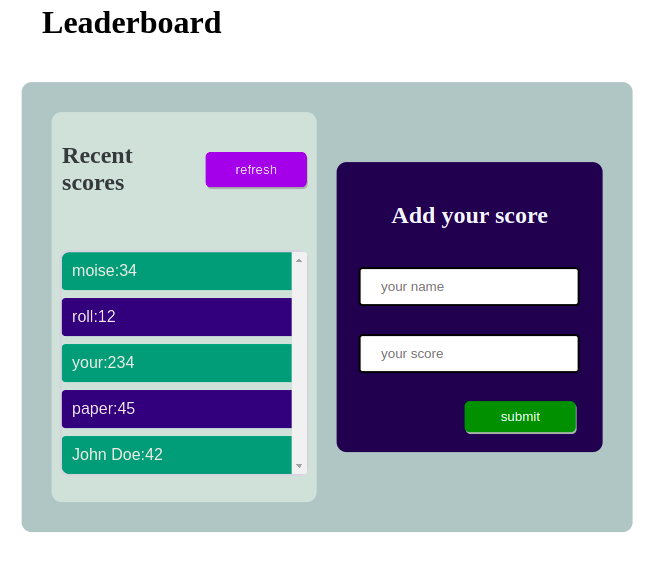 Leaderboard
Recent
scores
refresh
moise:34
roll:12
your:234
paper:45
John Doe:42
Add your score
your name
your score
submit